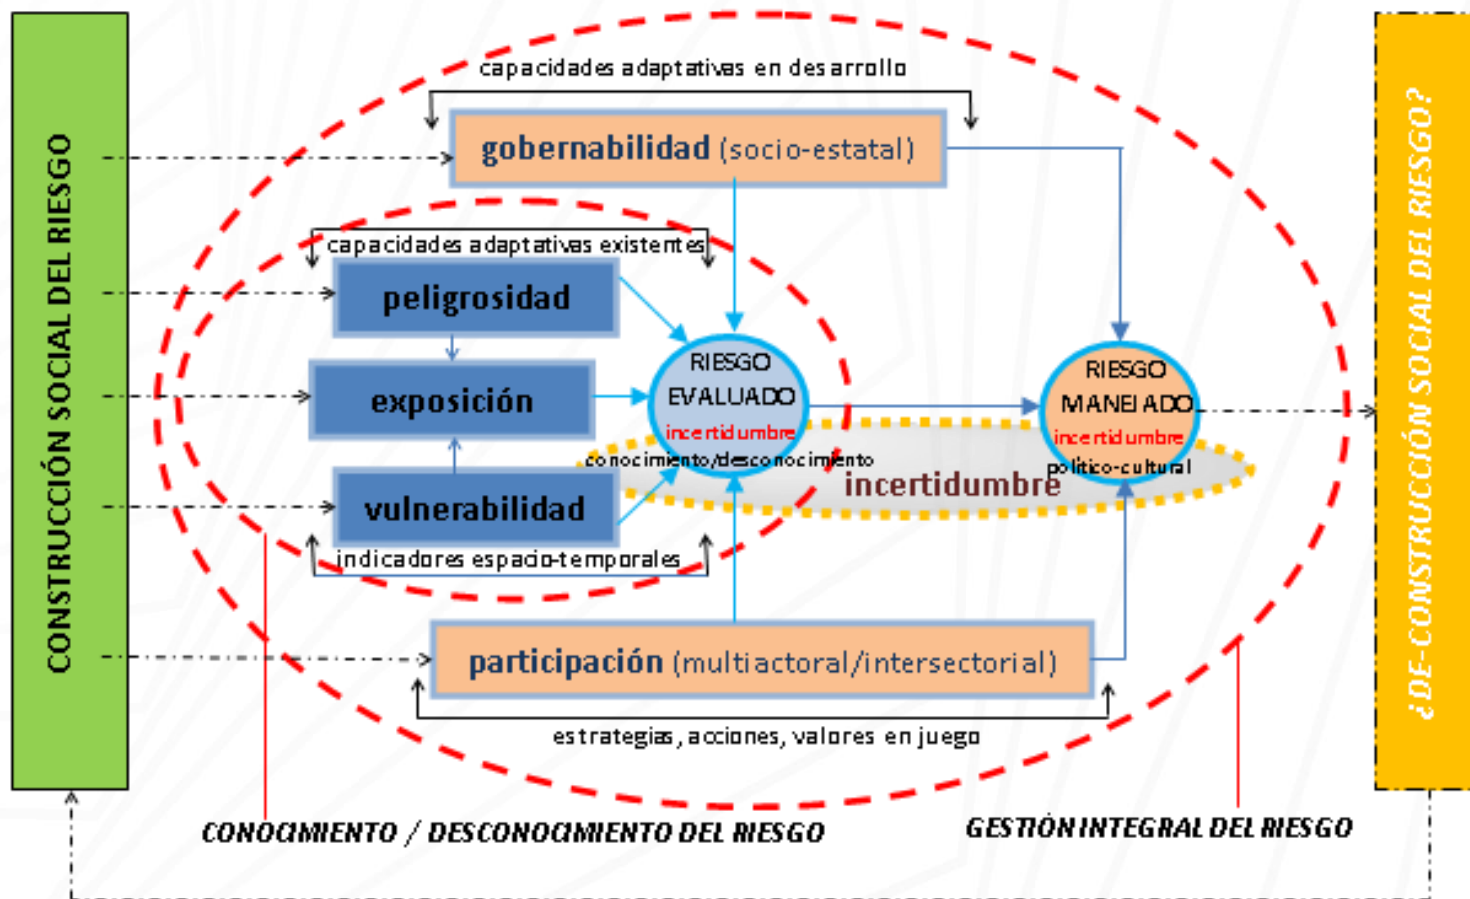 CONSTRUCCIÓN SOCIAL DEL RIESGO
capacidades adaptativas en desarrollo
gobernabilidad (socio-estatal)
capacidades adaptativas existentes
peligrosidad
exposición
vulnerabilidad
indicadores espacio-temporales
RIESGO
EVALUADO
incertidumbre
conocimiento/desconocimiento
incertidumbre
RIESGO
MANEJADO
incertidumbre
político-cultural
participación (multiactoral/intersectorial)
estrategias, acciones, valores en juego
CONOCIMIENTO / DESCONOCIMIENTO DEL RIESGO
GESTIÓN INTEGRAL DEL RIESGO
¿DE-CONSTRUCCIÓN SOCIAL DEL RIESGO?